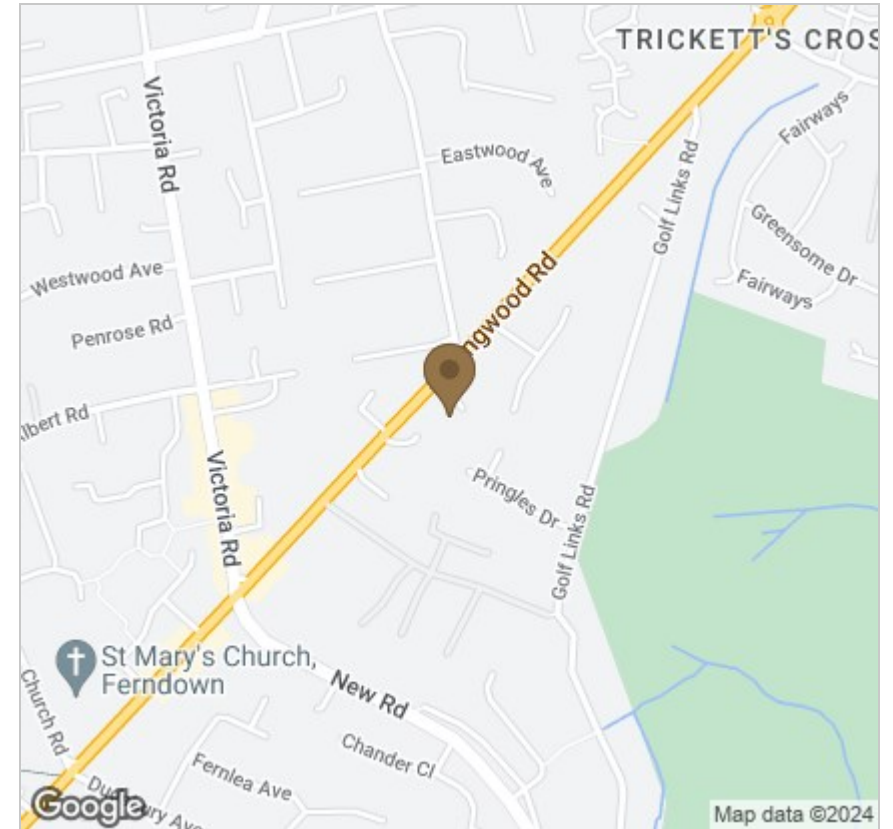 TRICKETT'S CROS
Victoria Rd
Fairways
Eastwood Ave
Golf Links Rd
Greensome Dr
Westwood Ave
Fairways
ngwood Rd
Penrose Rd
lbert Rd
Victoria Rd
Pringles Dr
Golf Links Rd
St Mary's Church,
Ferndown
New Rd
Church Rd
Chander Cl
Fernlea Ave
Google
Map data ©2024